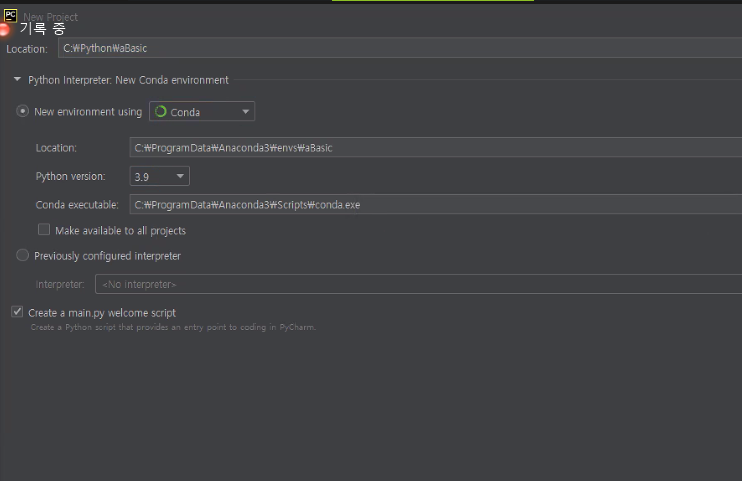 PC New Project
기록 중
Location: C:₩Python₩aBasic
Python Interpreter: New Conda environment
New environment using Conda
Location: C:₩ProgramData₩Anaconda3₩envs₩aBasic
Python version: 3.9
Conda executable: C:₩ProgramData₩Anaconda3₩Scripts₩conda.exe
Make available to all projects
Previously configured interpreter
Interpreter: <No interpreter>
Create a main.py welcome script
Create a Python script that provides an entry point to coding in PyCharm.